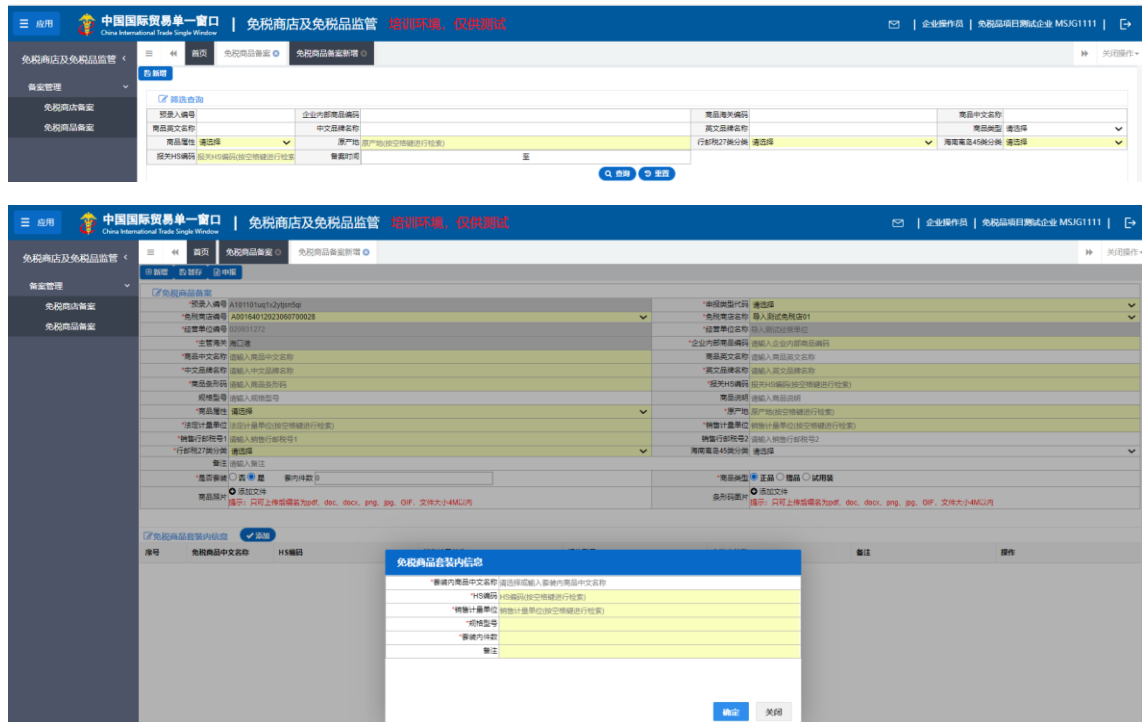 应用 中国国际贸易单一窗口 China International Trade Single Window | 免税商店及免税品监管 培训环境,仅供测试 | 企业操作员 | 免税品项目测试企业 MSJG1111 |
免税商店及免税品监管 首页 免税商品备案 免税商品备案新增 关闭操作
新增
备案管理 筛选查询
免税商店备案
免税商品备案
预录入编号 企业内部商品编码 商品海关编码 商品中文名称
商品英文名称 中文品牌名称 英文品牌名称 商品类型 请选择
商品属性 请选择 原产地 原产地(按空格键进行检索) 行邮税27类分类 请选择 海南离岛45类分类 请选择
报关HS编码 报关HS编码(按空格键进行检索 备案时间 至
查询 重置
应用 中国国际贸易单一窗口 China International Trade Single Window | 免税商店及免税品监管 培训环境,仅供测试 | 企业操作员 | 免税品项目测试企业 MSJG1111 |
免税商店及免税品监管 首页 免税商品备案 免税商品备案新增 关闭操作
新增 暂存 申报
备案管理 免税商品备案
免税商店备案
免税商品备案
*预录入编号 *申报类型代码 请选择
*免税商店编号 A00164012023060700028 *免税商店名称 导入测试免税店01
*经营单位编号 *经营单位名称 导入测试经营单位
*主管海关 海口港 *企业内部商品编码 请输入企业内部商品编码
*商品中文名称 请输入商品中文名称 商品英文名称 请输入商品英文名称
*中文品牌名称 请输入中文品牌名称 *英文品牌名称 请输入英文品牌名称
*商品条形码 请输入商品条形码 *报关HS编码 报关HS编码(按空格键进行检索)
规格型号 请输入规格型号 商品说明 请输入商品说明
*商品属性 请选择 *原产地 原产地(按空格键进行检索)
*法定计量单位 法定计量单位(按空格键进行检索) *销售计量单位 销售计量单位(按空格键进行检索)
*销售行邮税号1 请输入销售行邮税号1 销售行邮税号2 请输入销售行邮税号2
*行邮税27类分类 请选择 海南离岛45类分类 请选择
备注 请输入备注
*是否套装 否 是 套内件数 0 *商品类型 正品 赠品 试用装
商品照片 添加文件 条形码图片 添加文件
提示:只可上传后缀名为pdf、doc、docx、png、jpg、GIF,文件大小4M以内 提示:只可上传后缀名为pdf、doc、docx、png、jpg、GIF,文件大小4M以内
免税商品套装内信息 添加
序号 免税商品中文名称 HS编码 备注 操作
免税商品套装内信息
*套装内商品中文名称 请选择或输入套装内商品中文名称
*HS编码 HS编码(按空格键进行检索)
*销售计量单位 销售计量单位(按空格键进行检索)
*规格型号
*套装内件数
备注
确定 关闭